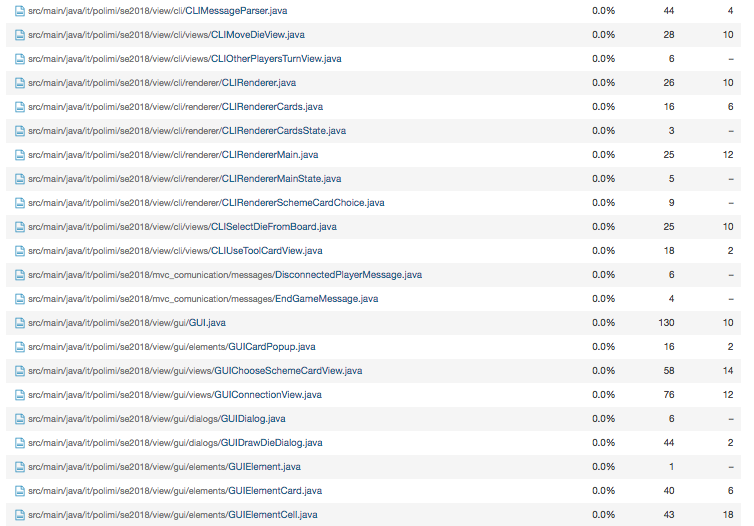 src/main/java/it/polimi/se2018/view/cli/CLIMessageParser.java 0.0% 44 4
src/main/java/it/polimi/se2018/view/cli/views/CLIMoveDieView.java 0.0% 28 10
src/main/java/it/polimi/se2018/view/cli/views/CLIOtherPlayersTurnView.java 0.0% 6 –
src/main/java/it/polimi/se2018/view/cli/renderer/CLIRenderer.java 0.0% 26 10
src/main/java/it/polimi/se2018/view/cli/renderer/CLIRendererCards.java 0.0% 16 6
src/main/java/it/polimi/se2018/view/cli/renderer/CLIRendererCardsState.java 0.0% 3 –
src/main/java/it/polimi/se2018/view/cli/renderer/CLIRendererMain.java 0.0% 25 12
src/main/java/it/polimi/se2018/view/cli/renderer/CLIRendererMainState.java 0.0% 5 –
src/main/java/it/polimi/se2018/view/cli/renderer/CLIRendererSchemeCardChoice.java 0.0% 9 –
src/main/java/it/polimi/se2018/view/cli/views/CLISelectDieFromBoard.java 0.0% 25 10
src/main/java/it/polimi/se2018/view/cli/views/CLIUseToolCardView.java 0.0% 18 2
src/main/java/it/polimi/se2018/mvc_comunication/messages/DisconnectedPlayerMessage.java 0.0% 6 –
src/main/java/it/polimi/se2018/mvc_comunication/messages/EndGameMessage.java 0.0% 4 –
src/main/java/it/polimi/se2018/view/gui/GUI.java 0.0% 130 10
src/main/java/it/polimi/se2018/view/gui/elements/GUICardPopup.java 0.0% 16 2
src/main/java/it/polimi/se2018/view/gui/views/GUIChooseSchemeCardView.java 0.0% 58 14
src/main/java/it/polimi/se2018/view/gui/views/GUIConnectionView.java 0.0% 76 12
src/main/java/it/polimi/se2018/view/gui/dialogs/GUIDialog.java 0.0% 6 –
src/main/java/it/polimi/se2018/view/gui/dialogs/GUIDrawDieDialog.java 0.0% 44 2
src/main/java/it/polimi/se2018/view/gui/elements/GUIElement.java 0.0% 1 –
src/main/java/it/polimi/se2018/view/gui/elements/GUIElementCard.java 0.0% 40 6
src/main/java/it/polimi/se2018/view/gui/elements/GUIElementCell.java 0.0% 43 18